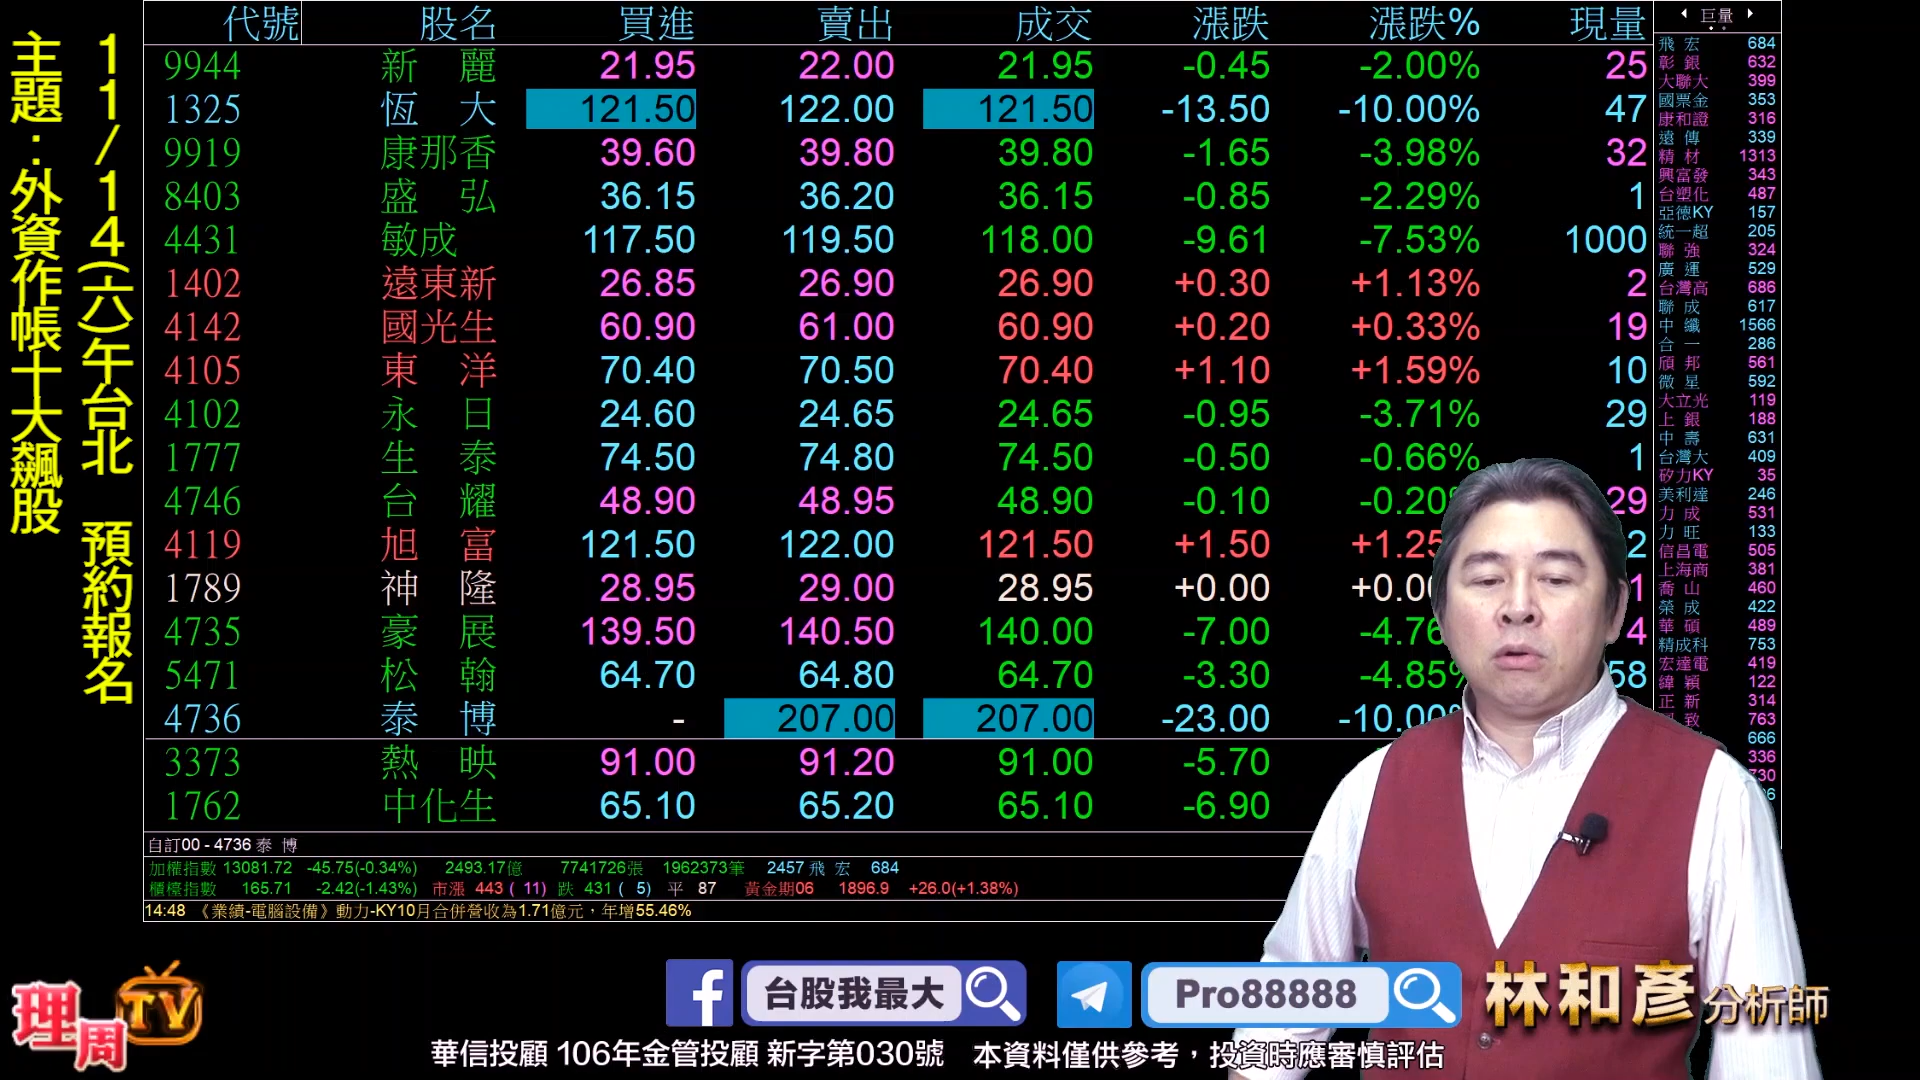 11/14(六)午台北 預約報名
主題：外資作帳十大飆股
代號 股名 買進 賣出 成交 漲跌 漲跌% 現量
9944 新麗 21.95 22.00 21.95 -0.45 -2.00% 25
1325 恆大 121.50 122.00 121.50 -13.50 -10.00% 47
9919 康那香 39.60 39.80 39.80 -1.65 -3.98% 32
8403 盛弘 36.15 36.20 36.15 -0.85 -2.29% 1
4431 敏成 117.50 119.50 118.00 -9.61 -7.53% 1000
1402 遠東新 26.85 26.90 26.90 +0.30 +1.13% 2
4142 國光生 60.90 61.00 60.90 +0.20 +0.33% 19
4105 東洋 70.40 70.50 70.40 +1.10 +1.59% 10
4102 永日 24.60 24.65 24.65 -0.95 -3.71% 29
1777 生泰 74.50 74.80 74.50 -0.50 -0.66% 1
4746 台耀 48.90 48.95 48.90 -0.10 -0.20 29
4119 旭富 121.50 122.00 121.50 +1.50 +1.25 2
1789 神隆 28.95 29.00 28.95 +0.00 +0.00 1
4735 豪展 139.50 140.50 140.00 -7.00 -4.76 4
5471 松翰 64.70 64.80 64.70 -3.30 -4.85% 58
4736 泰博 - 207.00 207.00 -23.00 -10.00
3373 熱映 91.00 91.20 91.00 -5.70
1762 中化生 65.10 65.20 65.10 -6.90
巨量
飛宏 684
彰銀 632
大聯大 399
國票金 353
康和證 316
遠傳 339
精材 1313
興富發 343
台塑化 487
亞德KY 157
統一超 205
聯強 324
廣運 529
台灣高 686
聯成 617
中纖 1566
合一 286
頎邦 561
微星 592
大立光 119
上銀 188
中壽 631
台灣大 409
矽力KY 35
美利達 246
力成 531
力旺 133
信昌電 505
上海商 381
喬山 460
榮成 422
華碩 489
精成科 753
宏達電 419
緯穎 122
正新 314
致 763
666
336
730
自訂00 - 4736 泰博
加權指數 13081.72 -45.75(-0.34%) 2493.17億 7741726張 1962373筆 2457 飛宏 684
櫃檯指數 165.71 -2.42(-1.43%) 市漲 443 ( 11) 跌 431 ( 5) 平 87 黃金期06 1896.9 +26.0(+1.38%)
14:48 《業績-電腦設備》動力-KY10月合併營收為1.71億元，年增55.46%
理周TV
f 台股我最大 Pro88888 林和彥 分析師
華信投顧 106年金管投顧 新字第030號 本資料僅供參考，投資時應審慎評估